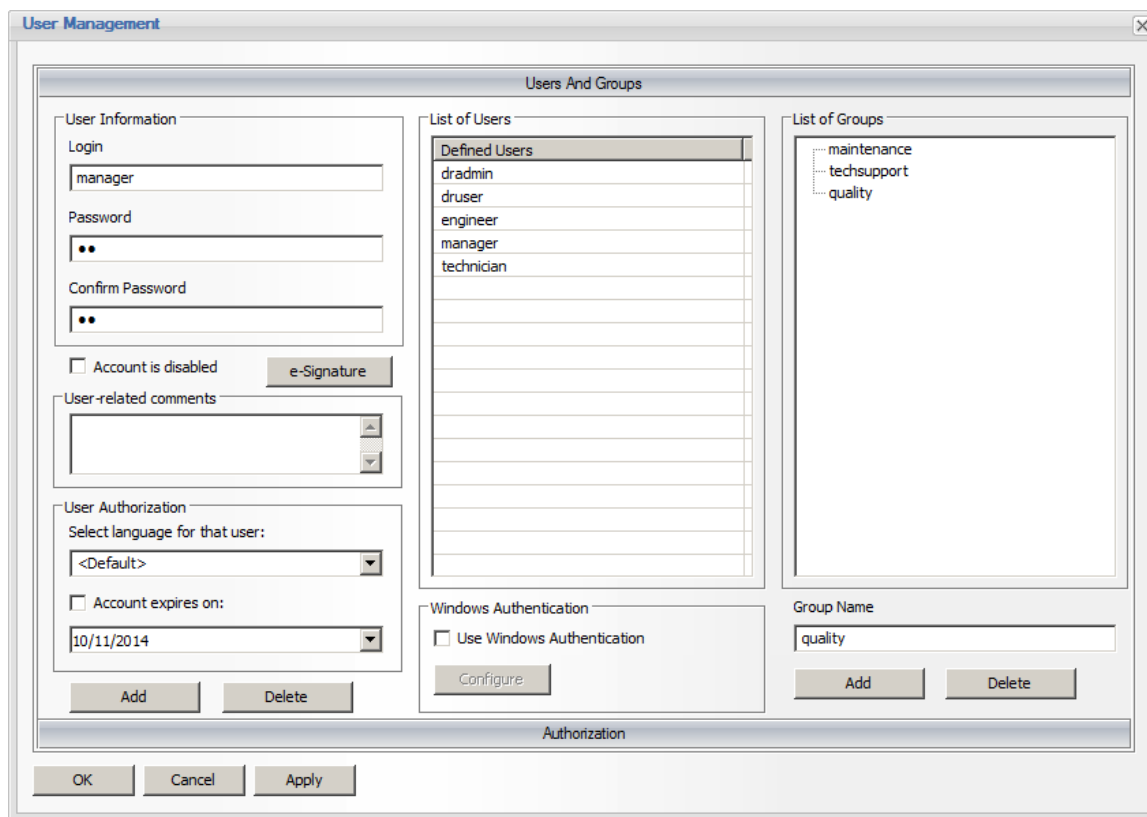 User Management
Users And Groups
User Information
Login
manager
Password
••
Confirm Password
••
Account is disabled
e-Signature
User-related comments
User Authorization
Select language for that user:
<Default>
Account expires on:
10/11/2014
Add
Delete
List of Users
Defined Users
dradmin
druser
engineer
manager
technician
Windows Authentication
Use Windows Authentication
Configure
List of Groups
maintenance
techsupport
quality
Group Name
quality
Add
Delete
Authorization
OK
Cancel
Apply